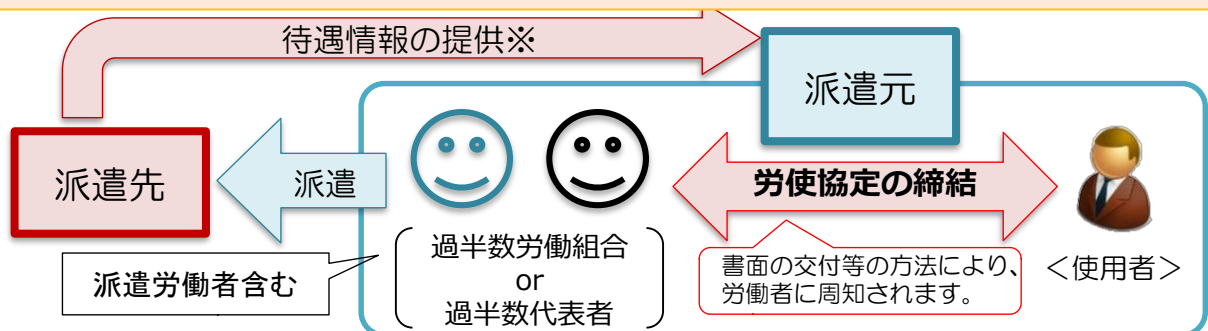 待遇情報の提供※
派遣元
派遣先
派遣
労使協定の締結
過半数労働組合
or
過半数代表者
派遣労働者含む
書面の交付等の方法により、
労働者に周知されます。
＜使用者＞